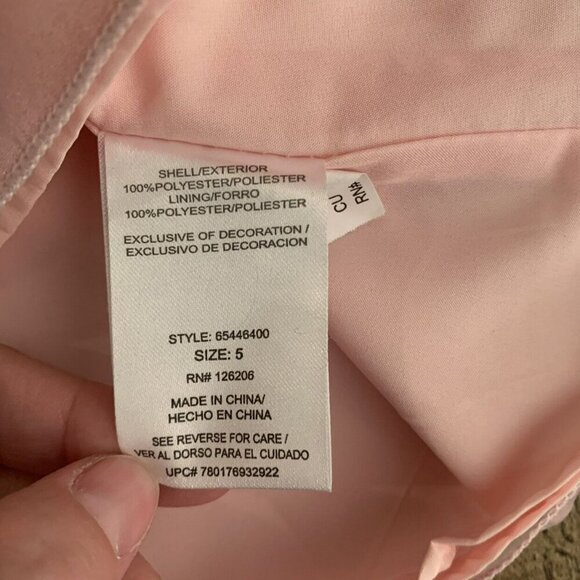 SHELL/EXTERIOR
100%POLYESTER/POLIESTER
LINING/FORRO
100%POLYESTER/POLIESTER
EXCLUSIVE OF DECORATION /
EXCLUSIVO DE DECORACION
STYLE: 65446400
SIZE: 5
RN# 126206
MADE IN CHINA/
HECHO EN CHINA
SEE REVERSE FOR CARE /
VER AL DORSO PARA EL CUIDADO
UPC# 780176932922
CU
RN#